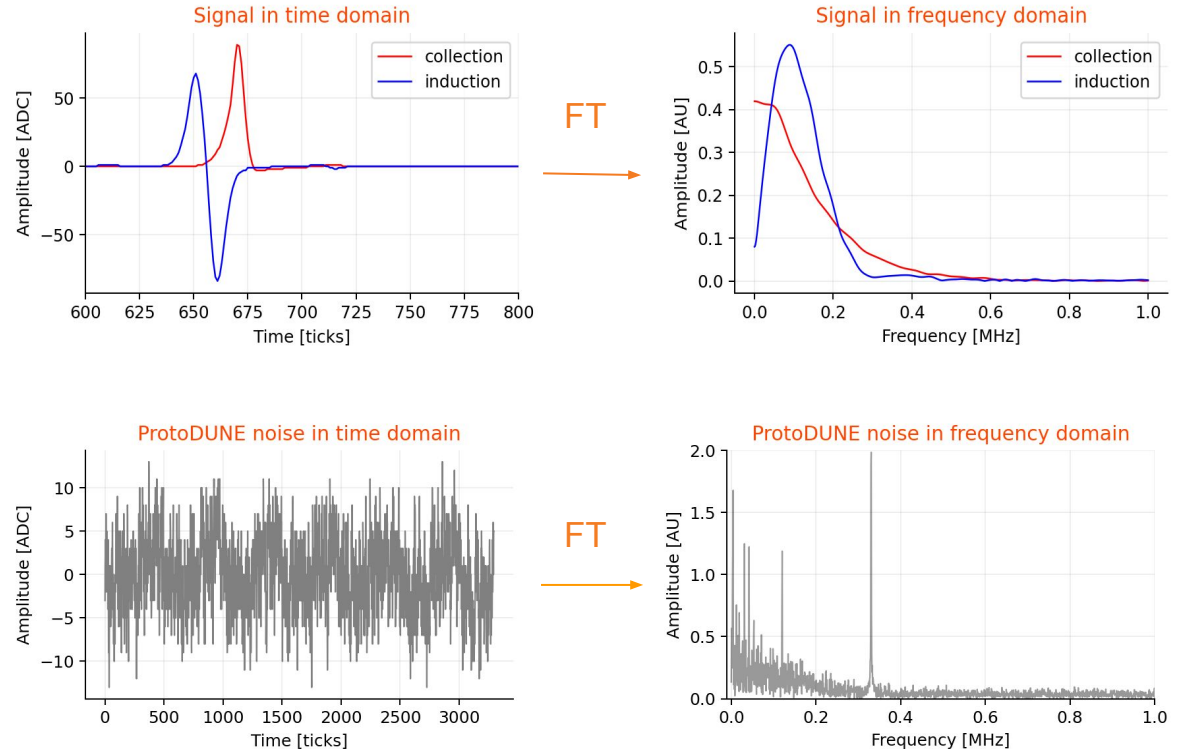 Signal in time domain
collection
induction
Amplitude [ADC]
50
0
−50
600 625 650 675 700 725 750 775 800
Time [ticks]
FT
Signal in frequency domain
collection
induction
Amplitude [AU]
0.5
0.4
0.3
0.2
0.1
0.0
0.0 0.2 0.4 0.6 0.8 1.0
Frequency [MHz]
ProtoDUNE noise in time domain
Amplitude [ADC]
10
5
0
−5
−10
0 500 1000 1500 2000 2500 3000
Time [ticks]
FT
ProtoDUNE noise in frequency domain
Amplitude [AU]
2.0
1.5
1.0
0.5
0.0
0.0 0.2 0.4 0.6 0.8 1.0
Frequency [MHz]